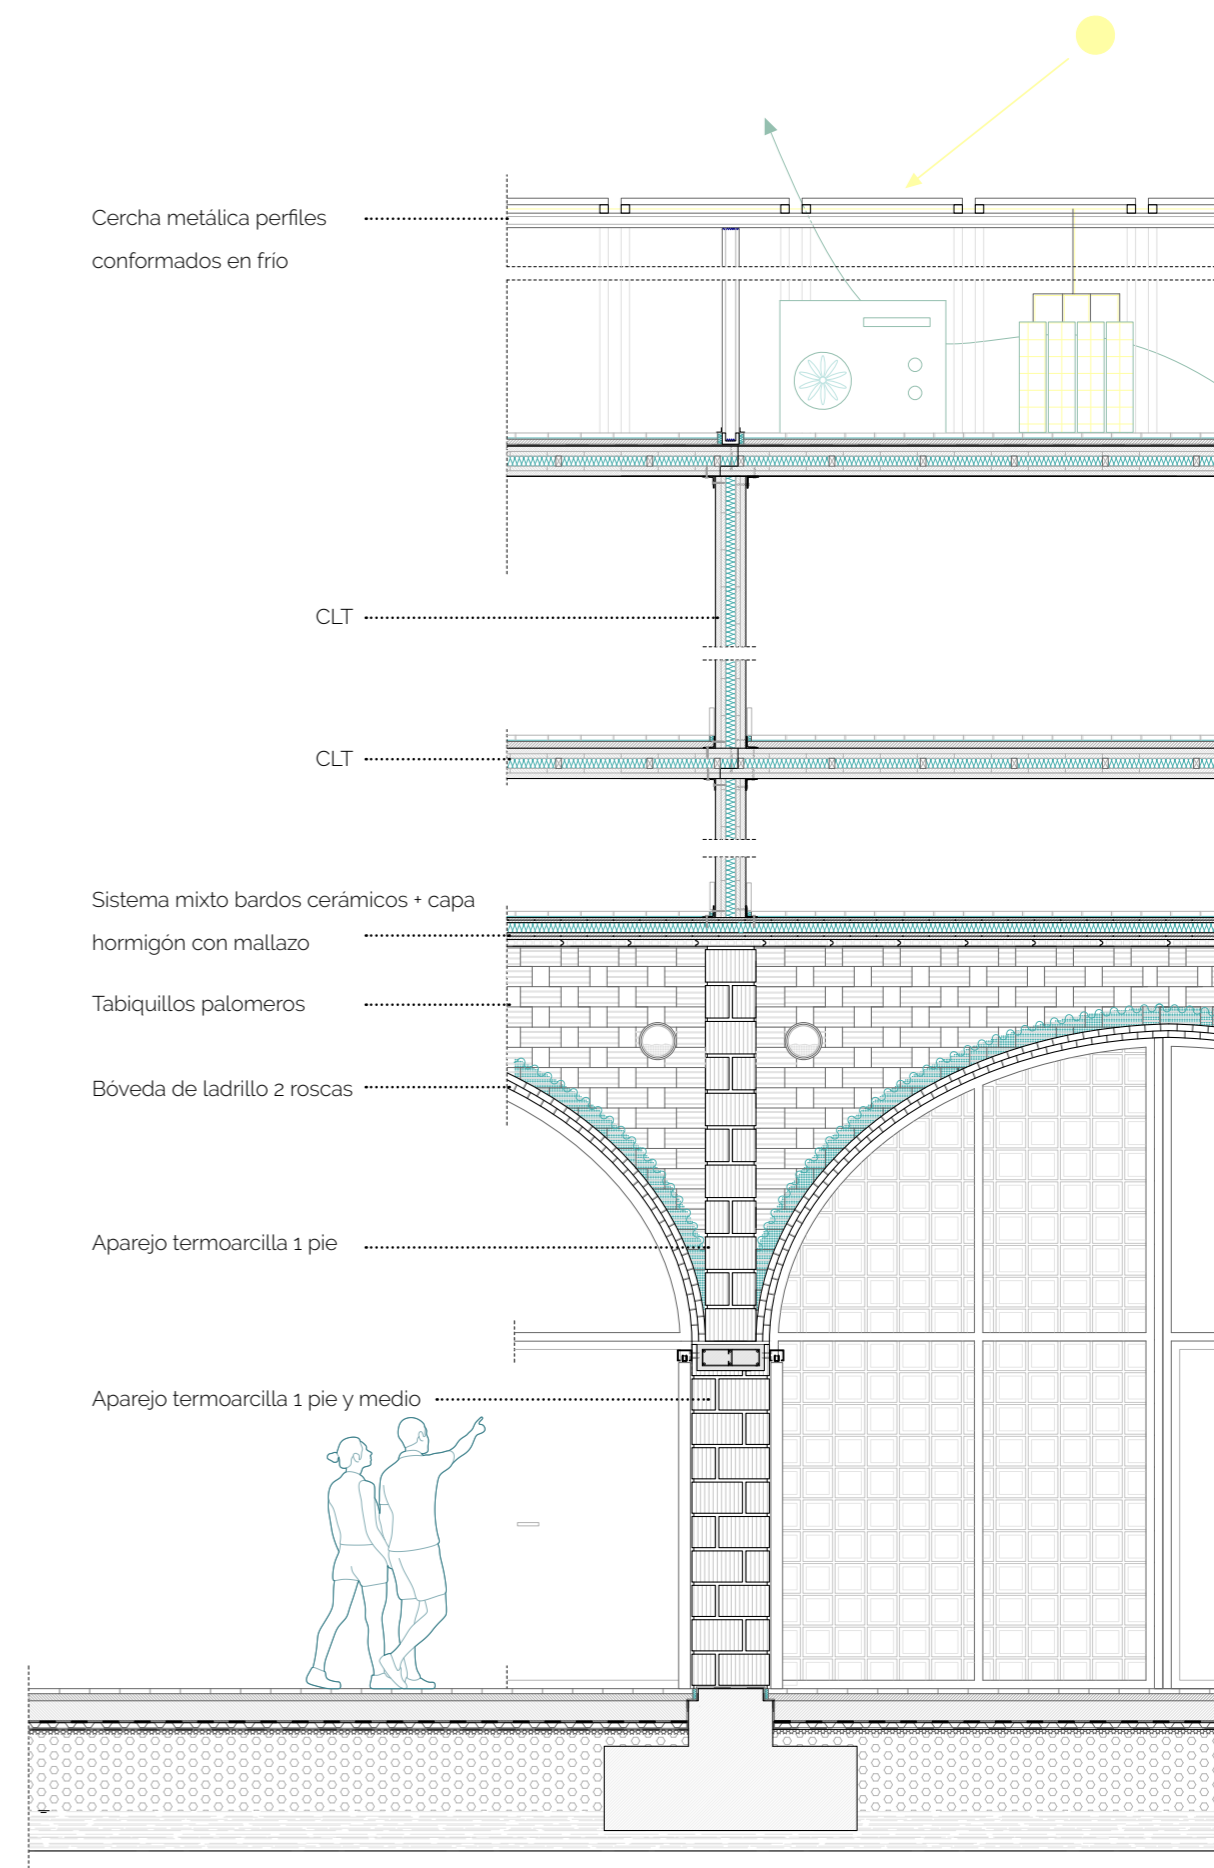 Cercha metálica perfiles
conformados en frío
CLT
CLT
Sistema mixto bardos cerámicos + capa
hormigón con mallazo
Tabiquillos palomeros
Bóveda de ladrillo 2 roscas
Aparejo termoarcilla 1 pie
Aparejo termoarcilla 1 pie y medio